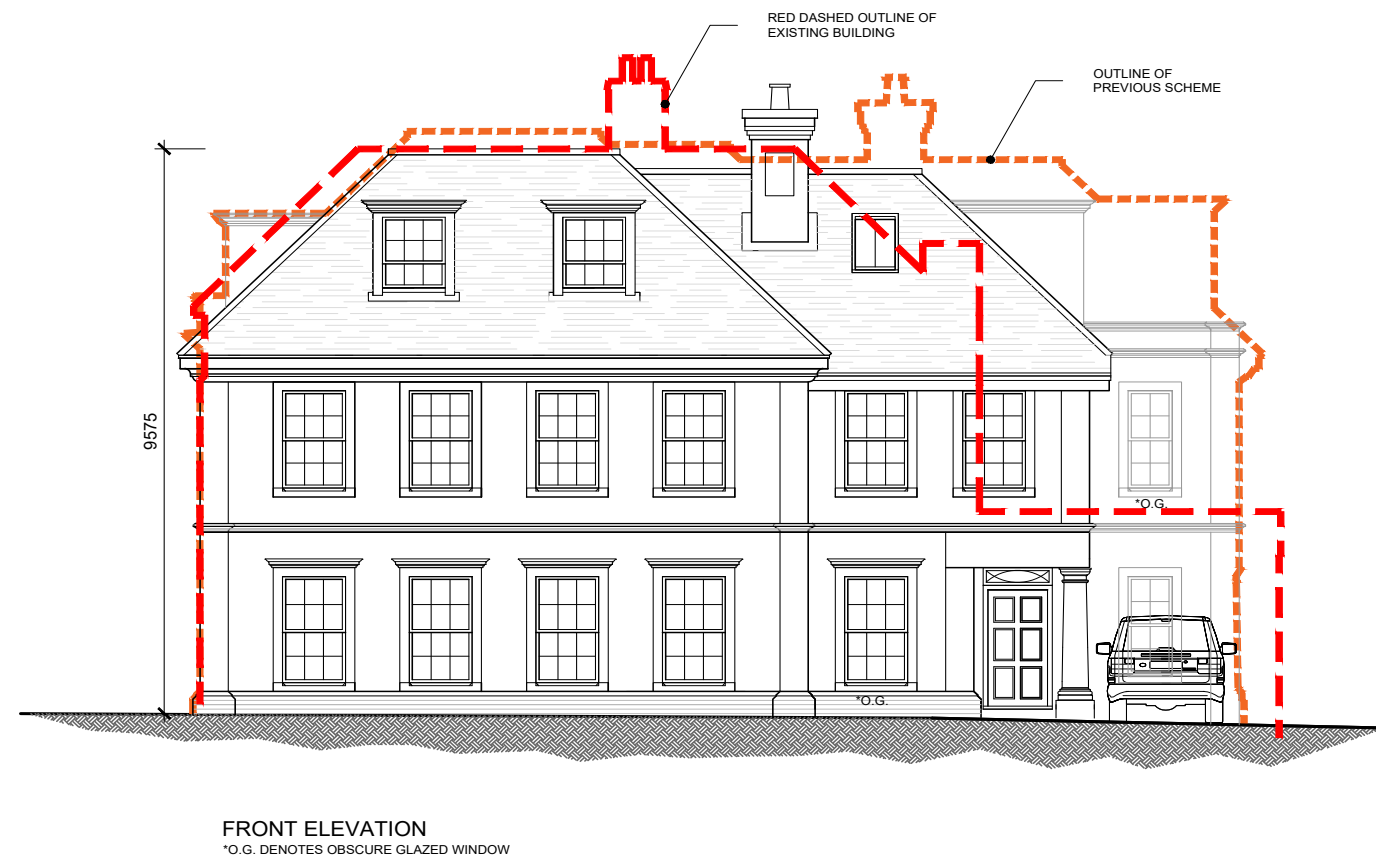 RED DASHED OUTLINE OF
EXISTING BUILDING
OUTLINE OF
PREVIOUS SCHEME
9575
*O.G.
*O.G.
FRONT ELEVATION
*O.G. DENOTES OBSCURE GLAZED WINDOW